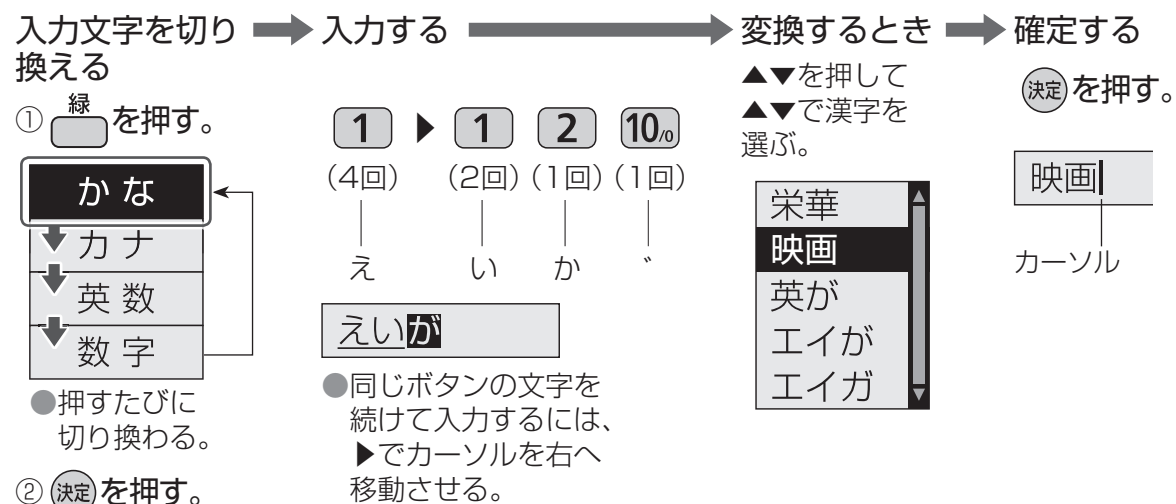 入力文字を切り
換える
① 緑 を押す。
かな
カナ
英数
数字
●押すたびに
切り換わる。
② 決定 を押す。
入力する
1 ▶ 1 2 10/0
(4回) (2回) (1回) (1回)
え い か ゛
えいが
●同じボタンの文字を
続けて入力するには、
▶でカーソルを右へ
移動させる。
変換するとき
▲▼を押して
▲▼で漢字を
選ぶ。
栄華
映画
英が
エイが
エイガ
確定する
決定 を押す。
映画
カーソル